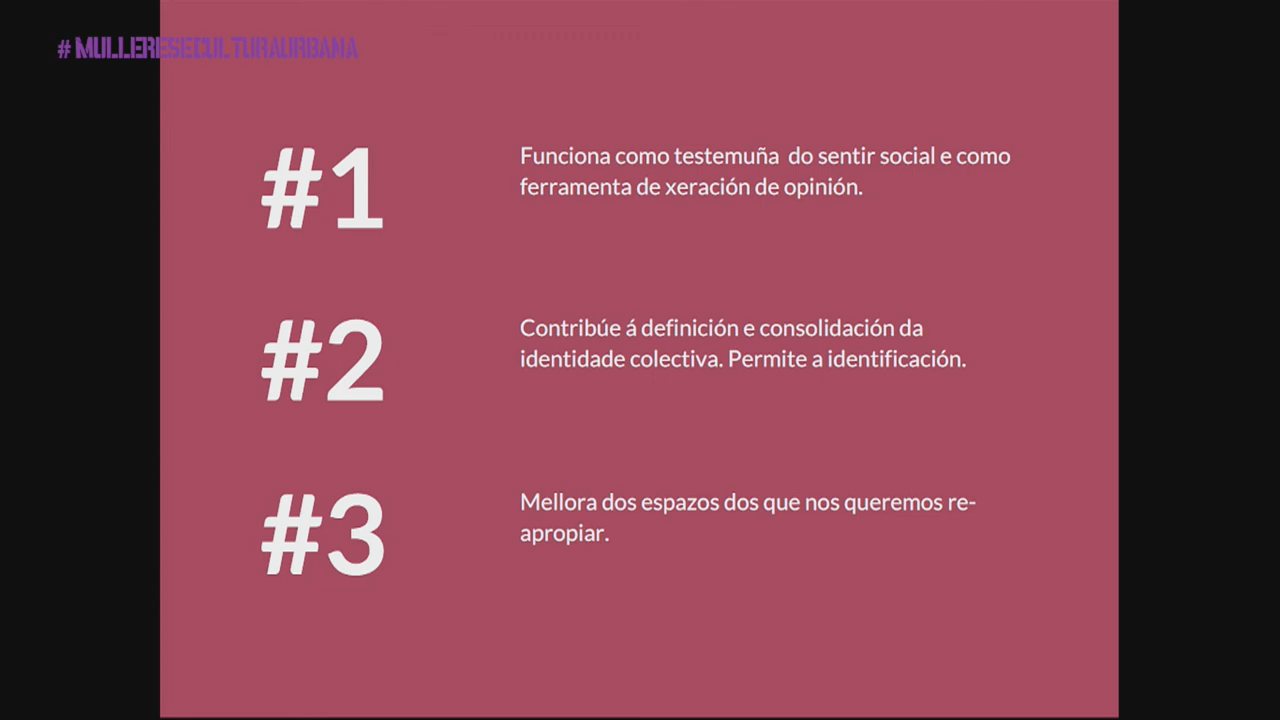 #MULLERESECULTURAURBANA
#1
Funciona como testemuña do sentir social e como
ferramenta de xeración de opinión.
#2
Contribúe á definición e consolidación da
identidade colectiva. Permite a identificación.
#3
Mellora dos espazos dos que nos queremos re-
apropiar.